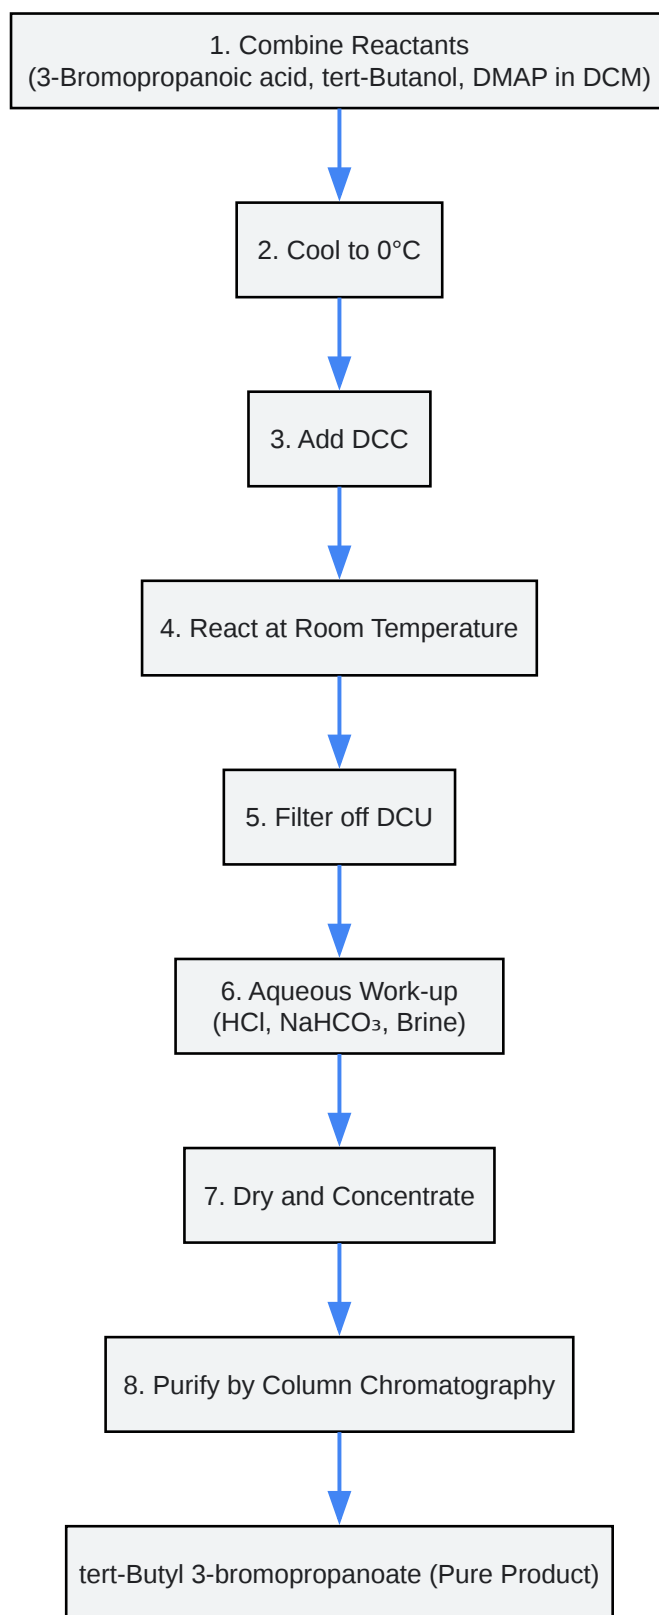 1. Combine Reactants
(3-Bromopropanoic acid, tert-Butanol, DMAP in DCM)
2. Cool to 0°C
3. Add DCC
4. React at Room Temperature
5. Filter off DCU
6. Aqueous Work-up
(HCl, NaHCO₃, Brine)
7. Dry and Concentrate
8. Purify by Column Chromatography
tert-Butyl 3-bromopropanoate (Pure Product)